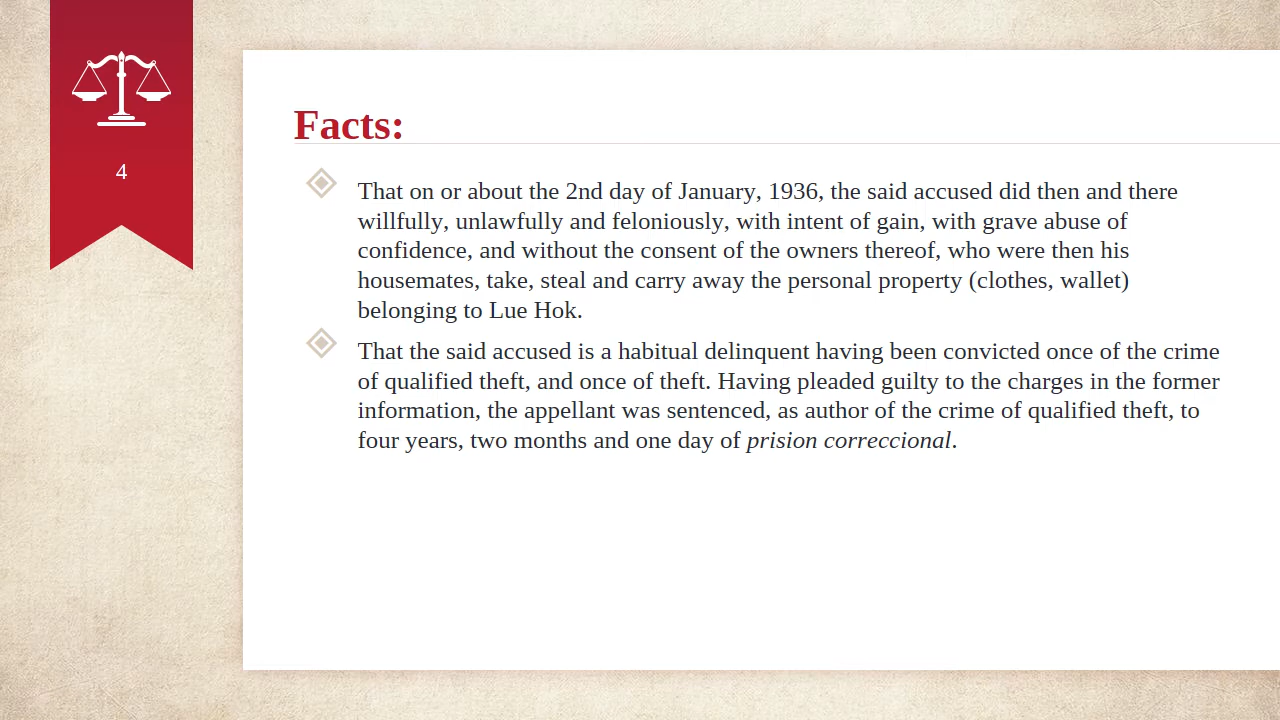 4
Facts:
That on or about the 2nd day of January, 1936, the said accused did then and there
willfully, unlawfully and feloniously, with intent of gain, with grave abuse of
confidence, and without the consent of the owners thereof, who were then his
housemates, take, steal and carry away the personal property (clothes, wallet)
belonging to Lue Hok.
That the said accused is a habitual delinquent having been convicted once of the crime
of qualified theft, and once of theft. Having pleaded guilty to the charges in the former
information, the appellant was sentenced, as author of the crime of qualified theft, to
four years, two months and one day of prision correccional.